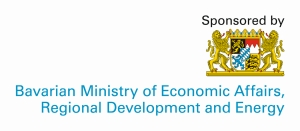 Sponsored by
Bavarian Ministry of Economic Affairs,
Regional Development and Energy